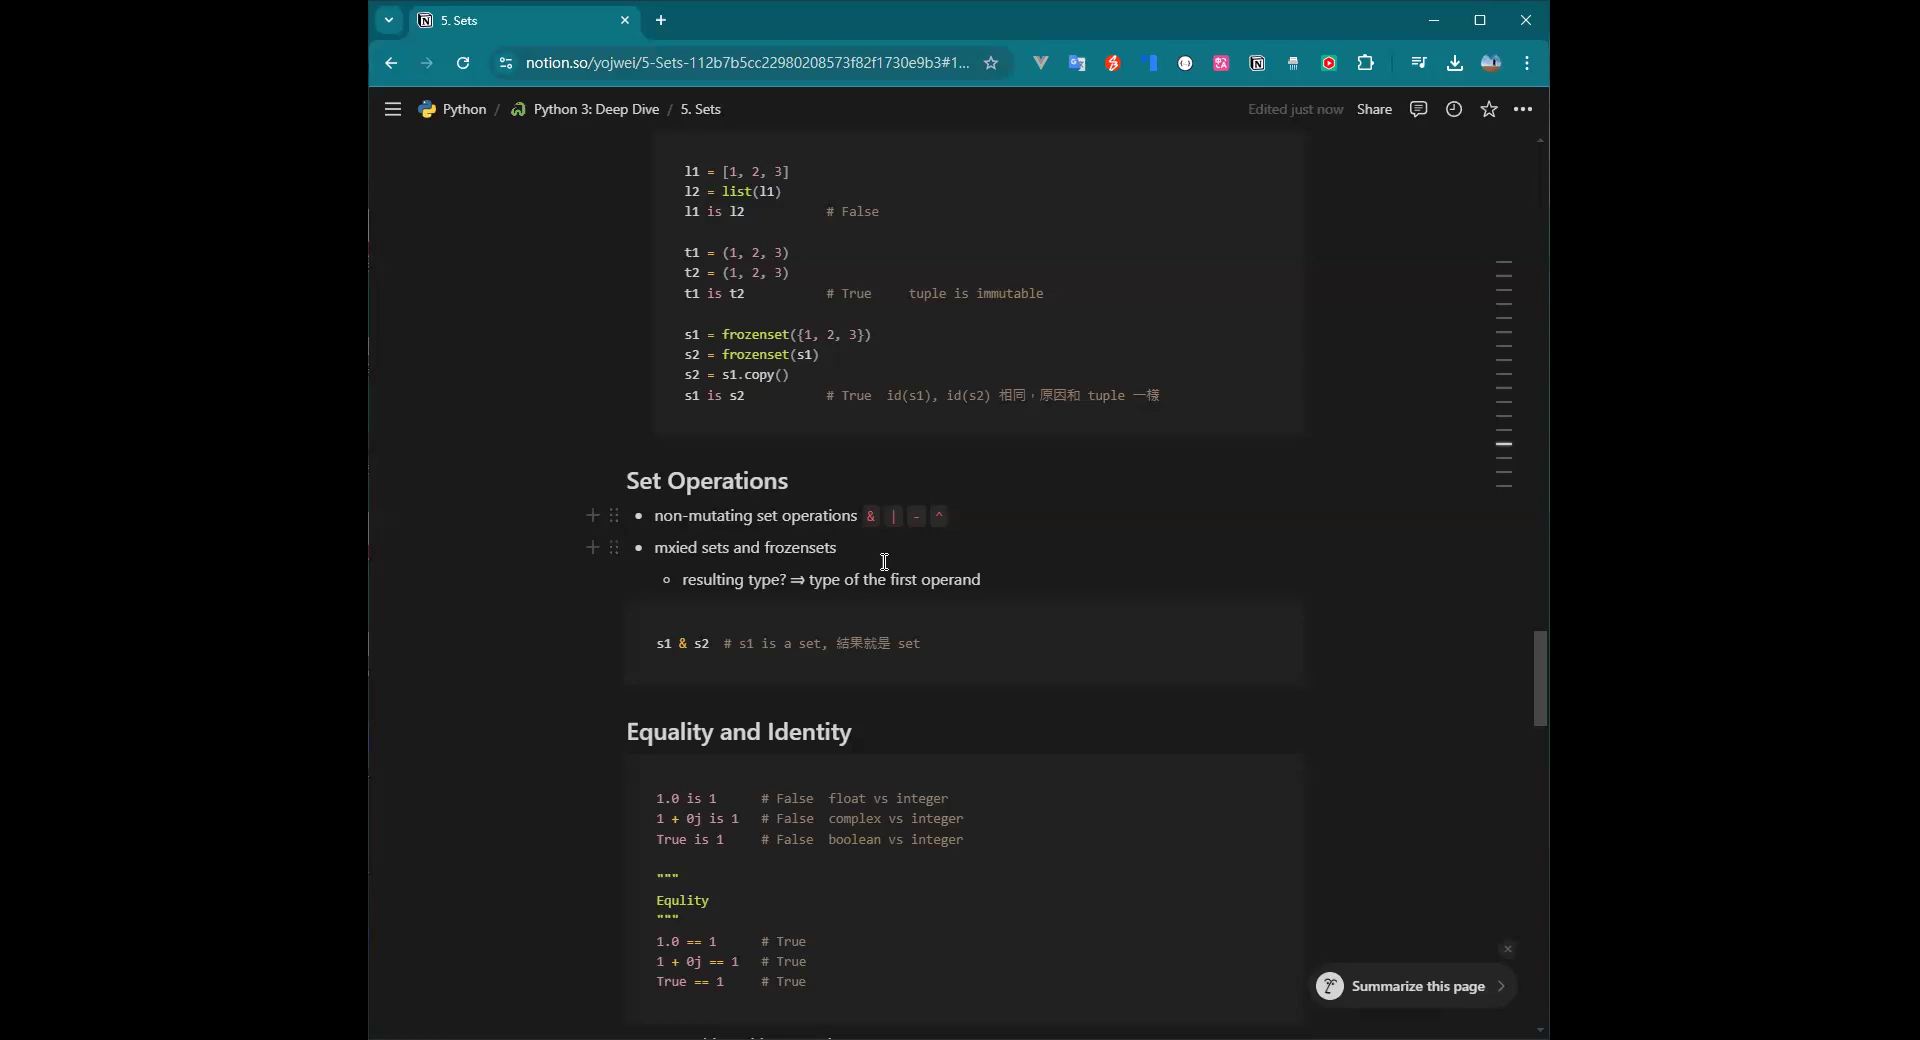 5. Sets
notion.so/yojwei/5-Sets-112b7b5cc22980208573f82f1730e9b3#1...
Python / Python 3: Deep Dive / 5. Sets
Edited just now Share
l1 = [1, 2, 3]
l2 = list(l1)
l1 is l2 # False
t1 = (1, 2, 3)
t2 = (1, 2, 3)
t1 is t2 # True tuple is immutable
s1 = frozenset({1, 2, 3})
s2 = frozenset(s1)
s2 = s1.copy()
s1 is s2 # True id(s1), id(s2) 相同，原因和 tuple 一樣
Set Operations
• non-mutating set operations & | - ^
• mxied sets and frozensets
◦ resulting type? ⇒ type of the first operand
s1 & s2 # s1 is a set, 結果就是 set
Equality and Identity
1.0 is 1 # False float vs integer
1 + 0j is 1 # False complex vs integer
True is 1 # False boolean vs integer
"""
Equlity
"""
1.0 == 1 # True
1 + 0j == 1 # True
True == 1 # True
Summarize this page